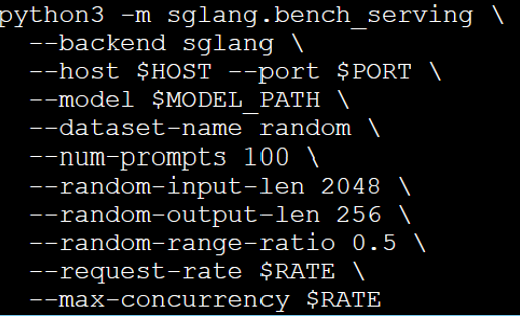 python3 -m sglang.bench_serving \
--backend sglang \
--host $HOST --port $PORT \
--model $MODEL_PATH \
--dataset-name random \
--num-prompts 100 \
--random-input-len 2048 \
--random-output-len 256 \
--random-range-ratio 0.5 \
--request-rate $RATE \
--max-concurrency $RATE